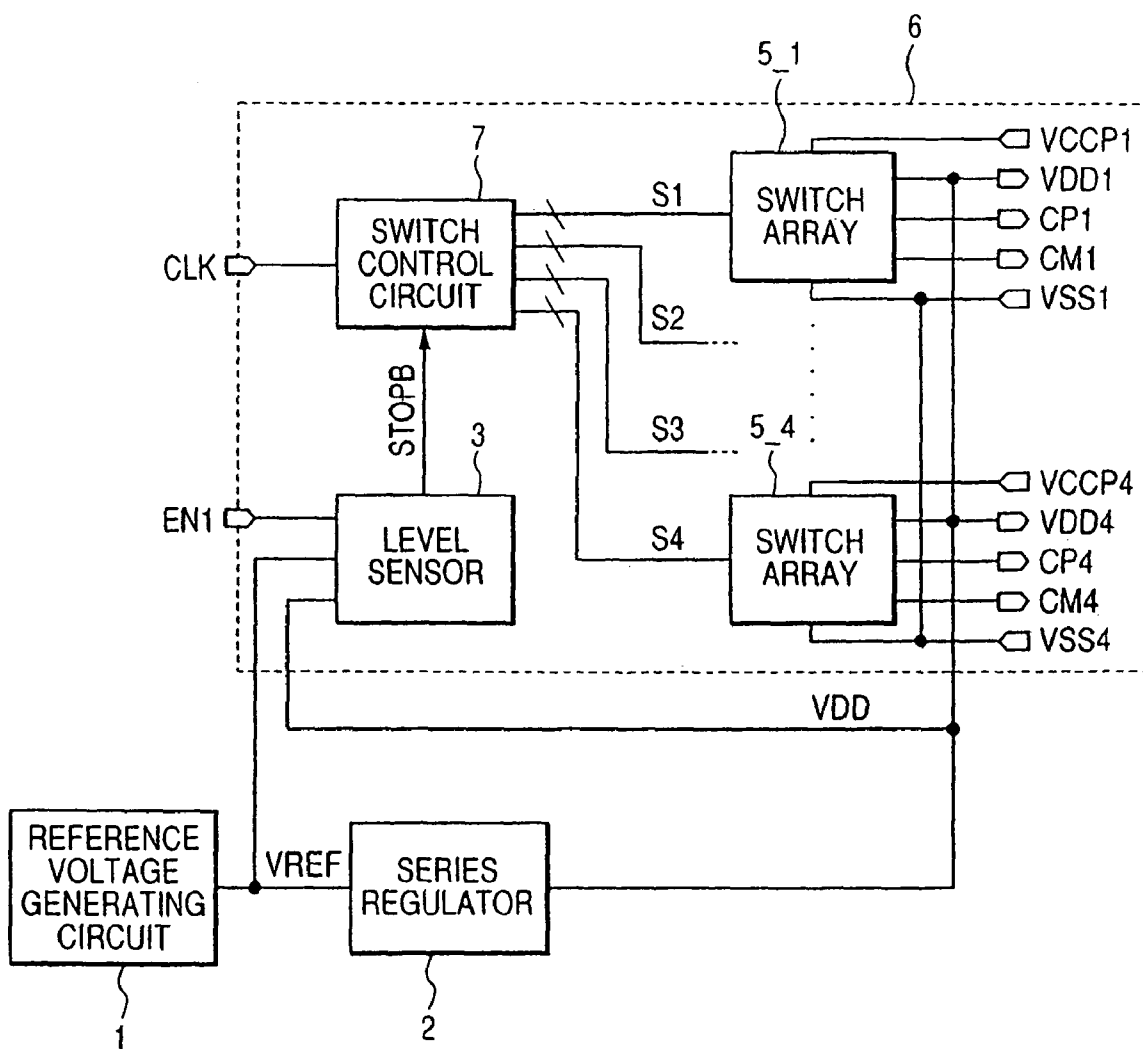 6
5_1
7
SWITCH
CONTROL
CIRCUIT
CLK
S1
S2
S3
S4
SWITCH
ARRAY
VCCP1
VDD1
CP1
CM1
VSS1
STOPB
3
EN1
LEVEL
SENSOR
5_4
SWITCH
ARRAY
VCCP4
VDD4
CP4
CM4
VSS4
VDD
REFERENCE
VOLTAGE
GENERATING
CIRCUIT
VREF
SERIES
REGULATOR
1
2